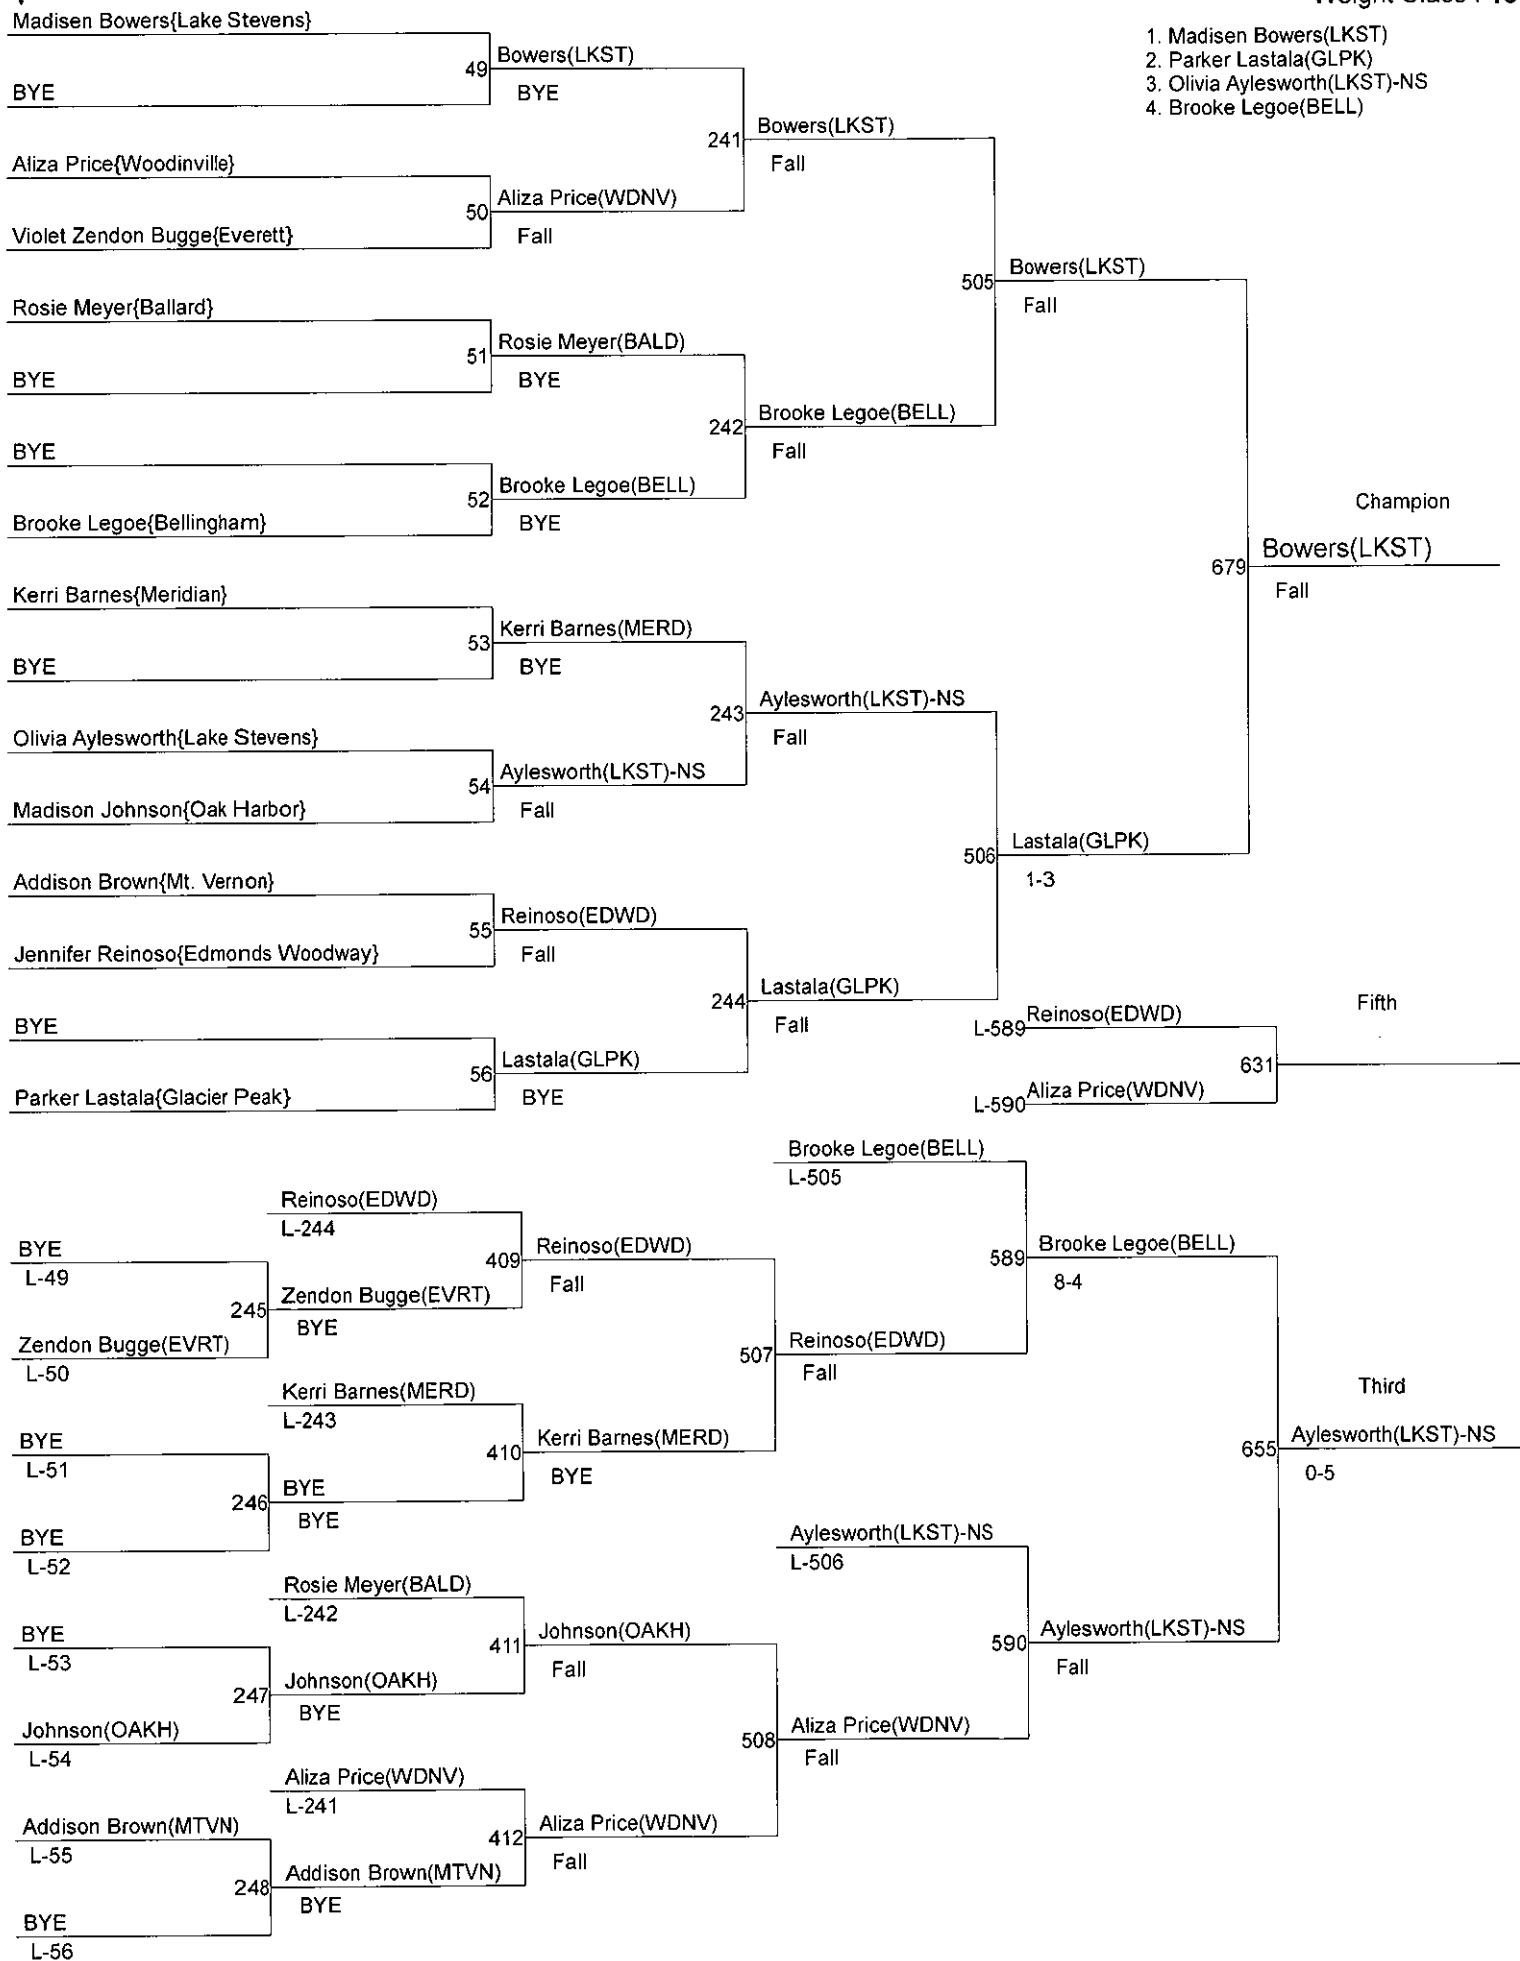 1. Madisen Bowers(LKST)
2. Parker Lastala(GLPK)
3. Olivia Aylesworth(LKST)-NS
4. Brooke Legoe(BELL)
Madisen Bowers{Lake Stevens}
BYE
Aliza Price{Woodinville}
Violet Zendon Bugge{Everett}
Rosie Meyer{Ballard}
BYE
BYE
Brooke Legoe{Bellingham}
Kerri Barnes{Meridian}
BYE
Olivia Aylesworth{Lake Stevens}
Madison Johnson{Oak Harbor}
Addison Brown{Mt. Vernon}
Jennifer Reinoso{Edmonds Woodway}
BYE
Parker Lastala{Glacier Peak}
49 Bowers(LKST)
BYE
50 Aliza Price(WDNV)
Fall
51 Rosie Meyer(BALD)
BYE
52 Brooke Legoe(BELL)
BYE
53 Kerri Barnes(MERD)
BYE
54 Aylesworth(LKST)-NS
Fall
55 Reinoso(EDWD)
Fall
56 Lastala(GLPK)
BYE
241 Bowers(LKST)
Fall
242 Brooke Legoe(BELL)
Fall
243 Aylesworth(LKST)-NS
Fall
244 Lastala(GLPK)
Fall
505 Bowers(LKST)
Fall
506 Lastala(GLPK)
1-3
Champion
679 Bowers(LKST)
Fall
Fifth
L-589 Reinoso(EDWD)
631
L-590 Aliza Price(WDNV)
BYE
L-49
245
Zendon Bugge(EVRT)
L-50
BYE
L-51
246
BYE
L-52
BYE
L-53
247
Johnson(OAKH)
L-54
Addison Brown(MTVN)
L-55
248
BYE
L-56
Reinoso(EDWD)
L-244
409
Zendon Bugge(EVRT)
BYE
Kerri Barnes(MERD)
L-243
410
BYE
BYE
Rosie Meyer(BALD)
L-242
411
Johnson(OAKH)
BYE
Aliza Price(WDNV)
L-241
412
Addison Brown(MTVN)
BYE
Reinoso(EDWD)
Fall
507
Kerri Barnes(MERD)
BYE
Johnson(OAKH)
Fall
508
Aliza Price(WDNV)
Fall
Brooke Legoe(BELL)
L-505
589
Reinoso(EDWD)
Fall
Aylesworth(LKST)-NS
L-506
590
Aliza Price(WDNV)
Fall
Brooke Legoe(BELL)
8-4
655
Aylesworth(LKST)-NS
Fall
Third
Aylesworth(LKST)-NS
0-5